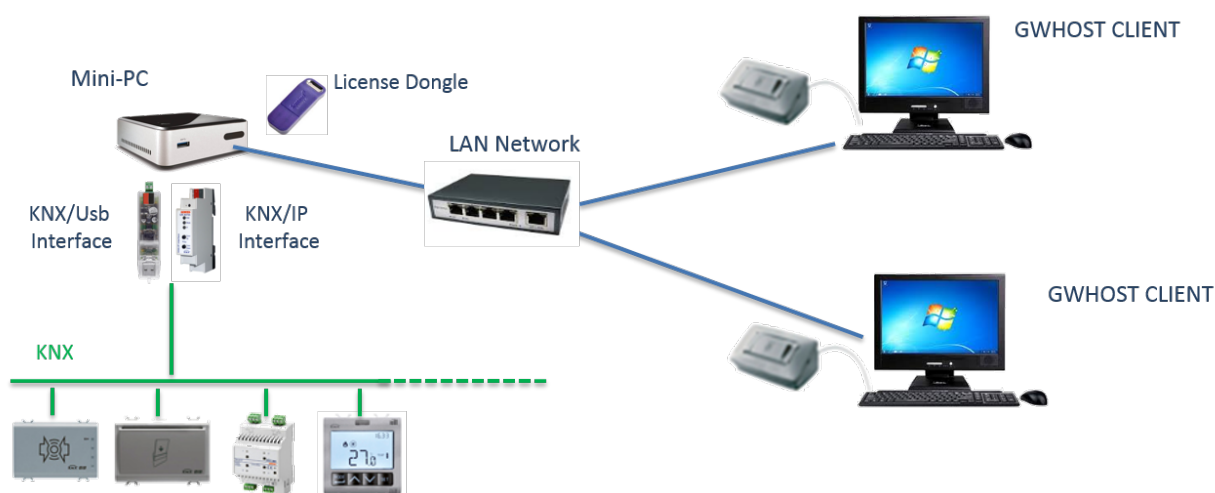 GWHOST CLIENT
Mini-PC
License Dongle
LAN Network
KNX/Usb
Interface
KNX/IP
Interface
GWHOST CLIENT
KNX
27.0